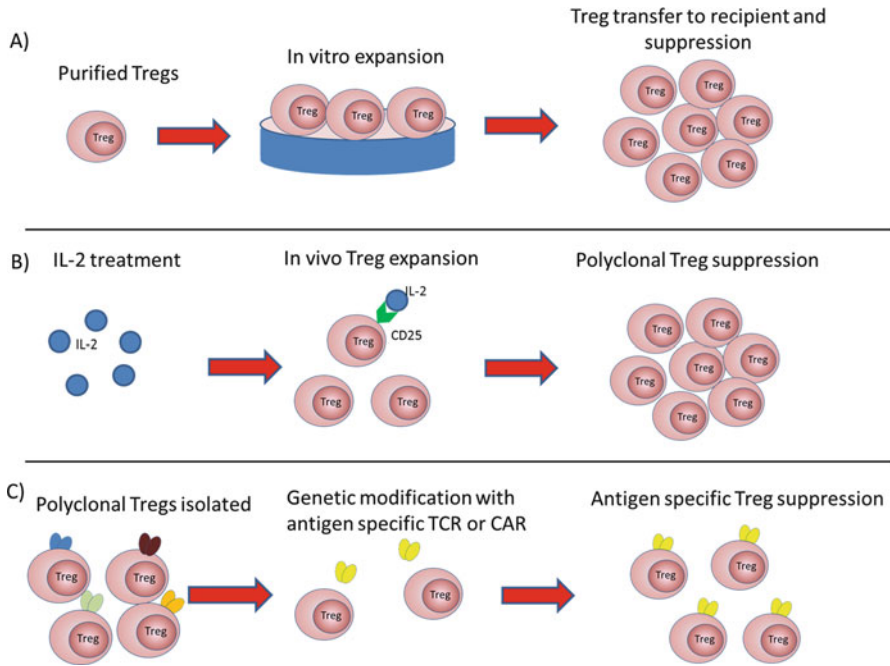 A)
Purified Tregs
In vitro expansion
Treg transfer to recipient and
suppression
Treg
Treg
Treg
Treg
Treg
Treg
Treg
Treg
Treg
Treg
Treg
B)
IL-2 treatment
In vivo Treg expansion
Polyclonal Treg suppression
IL-2
IL-2
CD25
Treg
Treg
Treg
Treg
Treg
Treg
Treg
Treg
Treg
Treg
C)
Polyclonal Tregs isolated
Genetic modification with
antigen specific TCR or CAR
Antigen specific Treg suppression
Treg
Treg
Treg
Treg
Treg
Treg
Treg
Treg
Treg
Treg